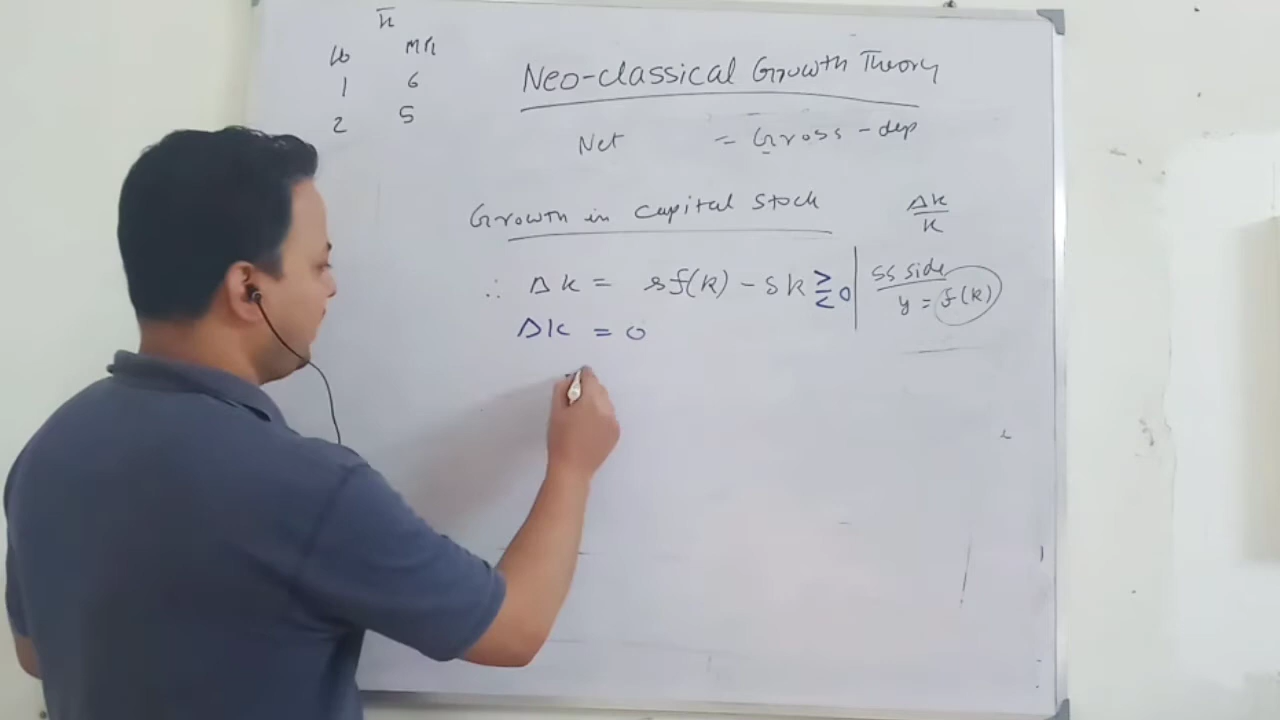 K̅
Lb MPL
1 6
2 5
Neo-classical Growth Theory
Net = Gross - dep
Growth in Capital Stock
Δk
k
∴ Δk = sf(k) - δk ⋛ 0
ss side
y = f(k)
Δk = 0